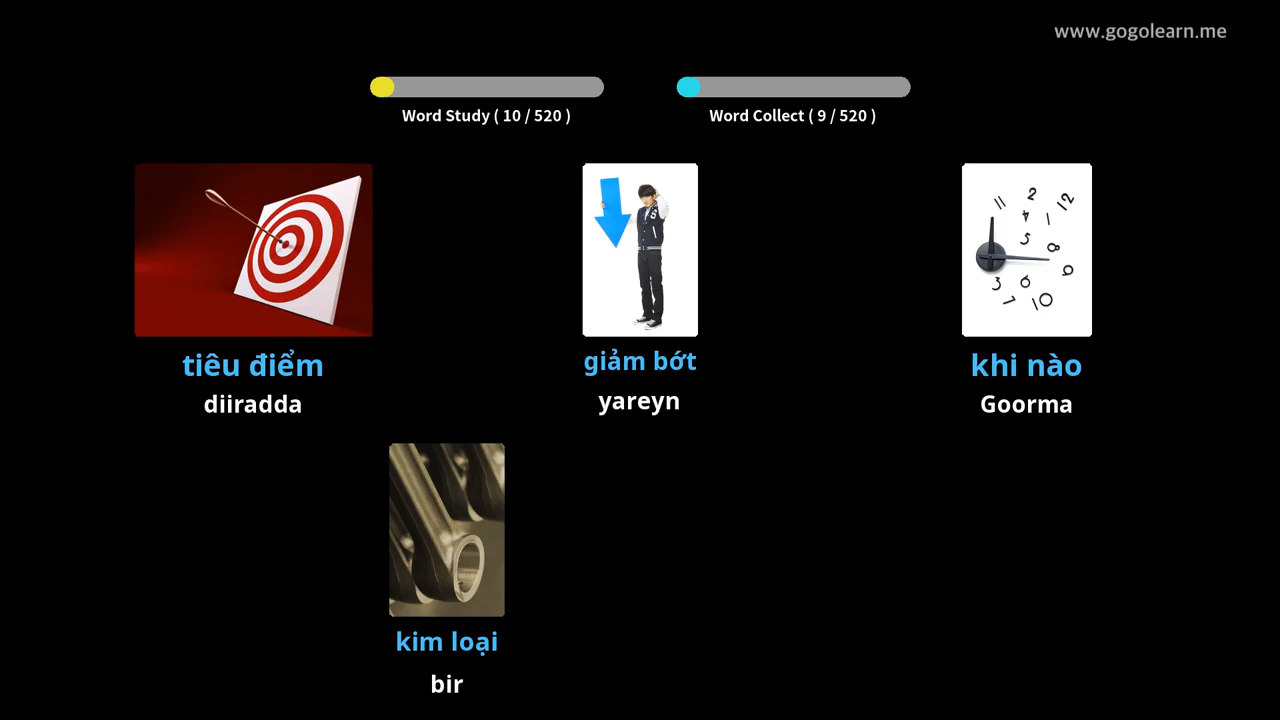 www.gogolearn.me
Word Study ( 10 / 520 )
Word Collect ( 9 / 520 )
tiêu điểm
diiradda
giảm bớt
yareyn
khi nào
Goorma
kim loại
bir